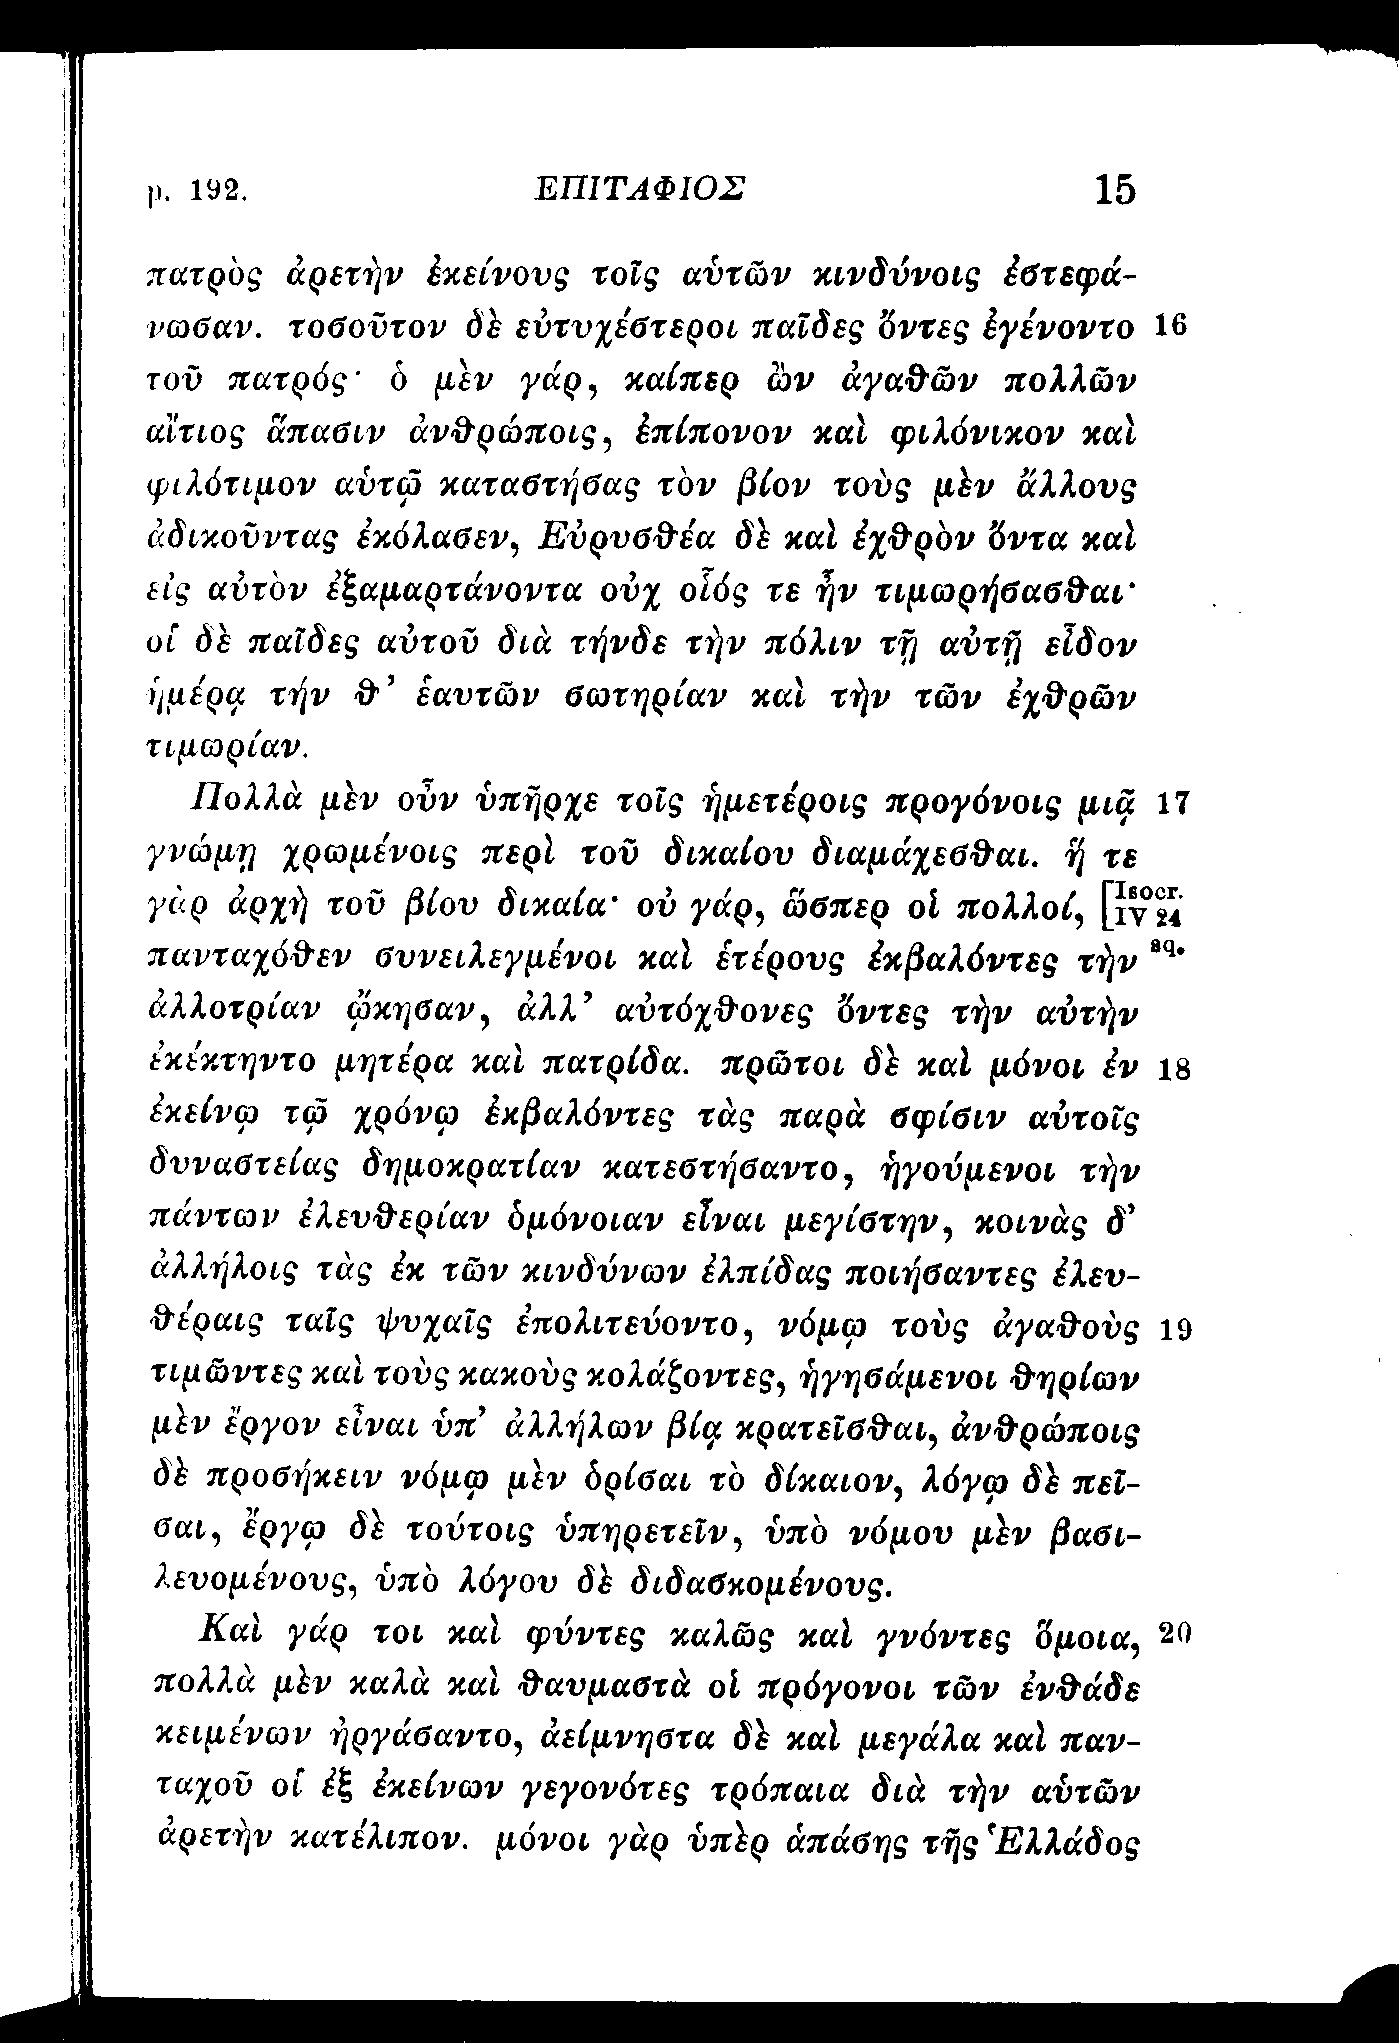 p. 192. ΕΠΙΤΑΦΙΟΣ 15
πατρὸς ἀρετὴν ἐκείνους τοῖς αὑτῶν κινδύνοις ἐστεφά-
νωσαν. τοσοῦτον δὲ εὐτυχέστεροι παῖδες ὄντες ἐγένοντο 16
τοῦ πατρός· ὁ μὲν γάρ, καίπερ ὢν ἀγαθῶν πολλῶν
αἴτιος ἅπασιν ἀνθρώποις, ἐπίπονον καὶ φιλόνικον καὶ
φιλότιμον αὑτῷ καταστήσας τὸν βίον τοὺς μὲν ἄλλους
ἀδικοῦντας ἐκόλασεν, Εὐρυσθέα δὲ καὶ ἐχθρὸν ὄντα καὶ
εἰς αὐτὸν ἐξαμαρτάνοντα οὐχ οἷός τε ἦν τιμωρήσασθαι·
οἱ δὲ παῖδες αὐτοῦ διὰ τήνδε τὴν πόλιν τῇ αὐτῇ εἶδον
ἡμέρᾳ τήν θ’ ἑαυτῶν σωτηρίαν καὶ τὴν τῶν ἐχθρῶν
τιμωρίαν.
Πολλὰ μὲν οὖν ὑπῆρχε τοῖς ἡμετέροις προγόνοις μιᾷ 17
γνώμῃ χρωμένοις περὶ τοῦ δικαίου διαμάχεσθαι. ἥ τε
γὰρ ἀρχὴ τοῦ βίου δικαία· οὐ γάρ, ὥσπερ οἱ πολλοί, [Isocr. IV 24
πανταχόθεν συνειλεγμένοι καὶ ἑτέρους ἐκβαλόντες τὴν sq.
ἀλλοτρίαν ᾤκησαν, ἀλλ’ αὐτόχθονες ὄντες τὴν αὐτὴν
ἐκέκτηντο μητέρα καὶ πατρίδα. πρῶτοι δὲ καὶ μόνοι ἐν 18
ἐκείνῳ τῷ χρόνῳ ἐκβαλόντες τὰς παρὰ σφίσιν αὐτοῖς
δυναστείας δημοκρατίαν κατεστήσαντο, ἡγούμενοι τὴν
πάντων ἐλευθερίαν ὁμόνοιαν εἶναι μεγίστην, κοινὰς δ’
ἀλλήλοις τὰς ἐκ τῶν κινδύνων ἐλπίδας ποιήσαντες ἐλευ-
θέραις ταῖς ψυχαῖς ἐπολιτεύοντο, νόμῳ τοὺς ἀγαθοὺς 19
τιμῶντες καὶ τοὺς κακοὺς κολάζοντες, ἡγησάμενοι θηρίων
μὲν ἔργον εἶναι ὑπ’ ἀλλήλων βίᾳ κρατεῖσθαι, ἀνθρώποις
δὲ προσήκειν νόμῳ μὲν ὁρίσαι τὸ δίκαιον, λόγῳ δὲ πεῖ-
σαι, ἔργῳ δὲ τούτοις ὑπηρετεῖν, ὑπὸ νόμου μὲν βασι-
λευομένους, ὑπὸ λόγου δὲ διδασκομένους.
Καὶ γάρ τοι καὶ φύντες καλῶς καὶ γνόντες ὅμοια, 20
πολλὰ μὲν καλὰ καὶ θαυμαστὰ οἱ πρόγονοι τῶν ἐνθάδε
κειμένων ἠργάσαντο, ἀείμνηστα δὲ καὶ μεγάλα καὶ παν-
ταχοῦ οἱ ἐξ ἐκείνων γεγονότες τρόπαια διὰ τὴν αὑτῶν
ἀρετὴν κατέλιπον. μόνοι γὰρ ὑπὲρ ἁπάσης τῆς Ἑλλάδος